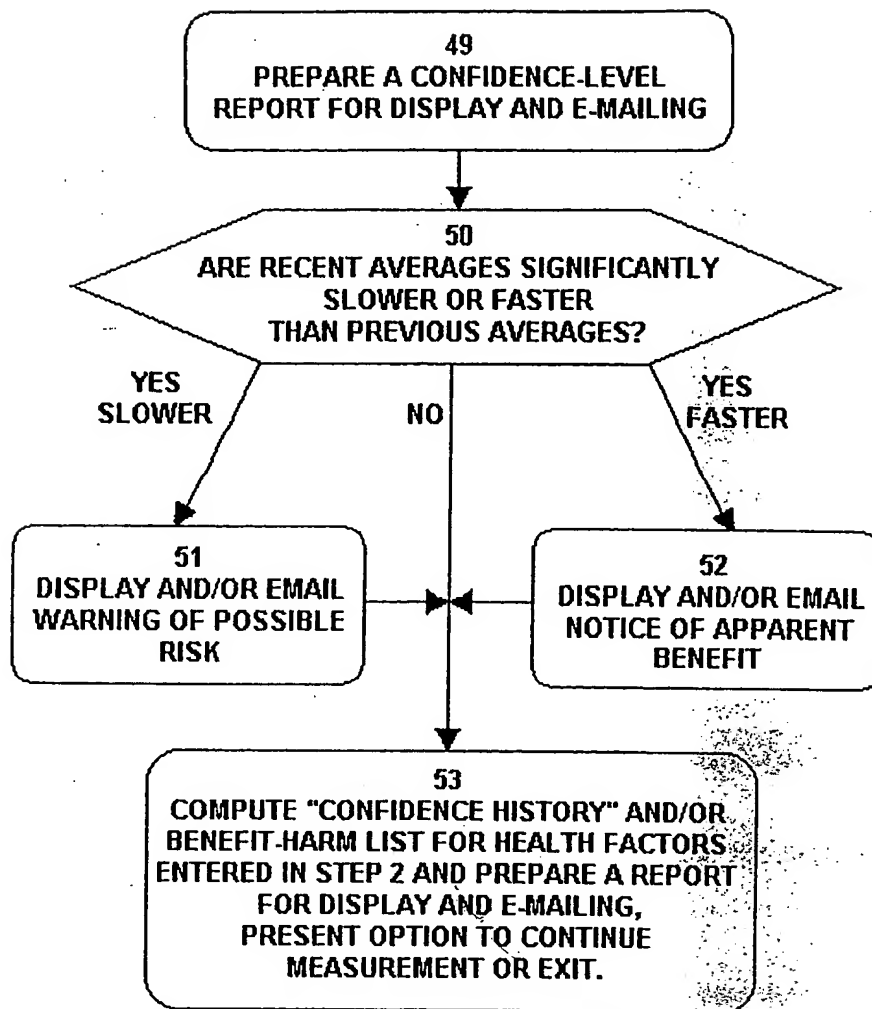 49
PREPARE A CONFIDENCE-LEVEL
REPORT FOR DISPLAY AND E-MAILING
50
ARE RECENT AVERAGES SIGNIFICANTLY
SLOWER OR FASTER
THAN PREVIOUS AVERAGES?
YES
SLOWER
NO
YES
FASTER
51
DISPLAY AND/OR EMAIL
WARNING OF POSSIBLE
RISK
52
DISPLAY AND/OR EMAIL
NOTICE OF APPARENT
BENEFIT
53
COMPUTE "CONFIDENCE HISTORY" AND/OR
BENEFIT-HARM LIST FOR HEALTH FACTORS
ENTERED IN STEP 2 AND PREPARE A REPORT
FOR DISPLAY AND E-MAILING,
PRESENT OPTION TO CONTINUE
MEASUREMENT OR EXIT.